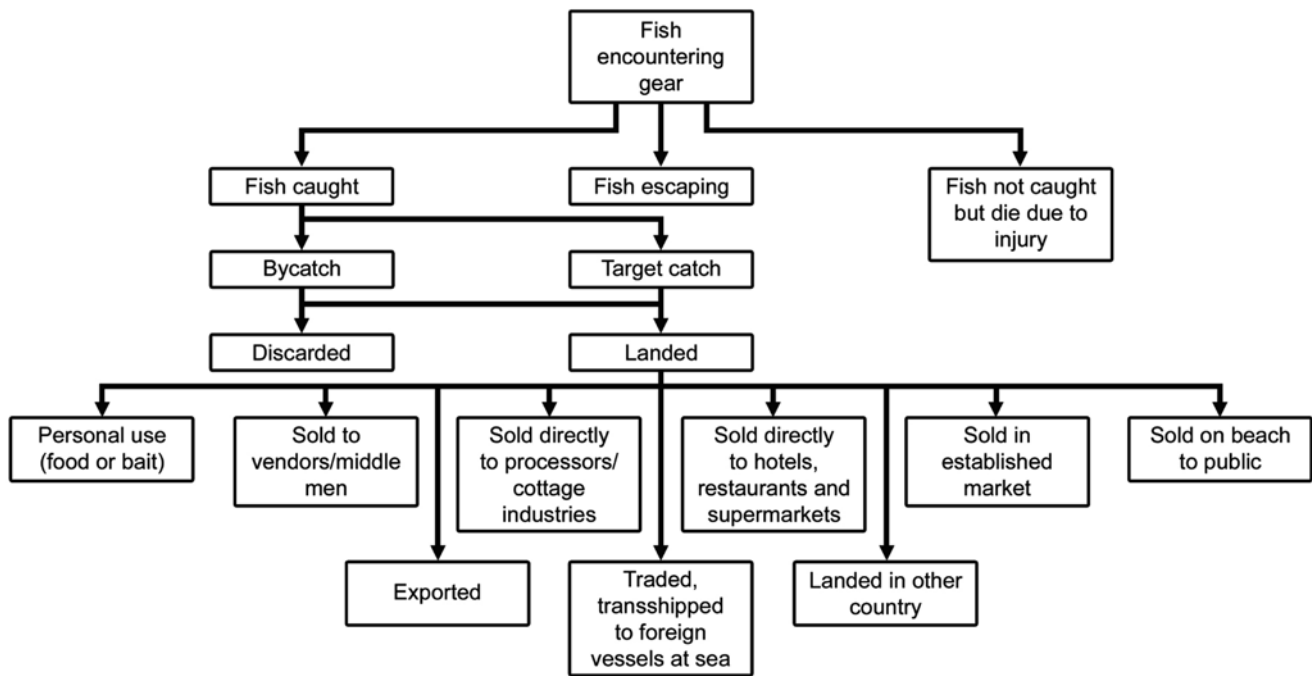 Fish
encountering
gear
Fish caught
Fish escaping
Fish not caught
but die due to
injury
Bycatch
Target catch
Discarded
Landed
Personal use
(food or bait)
Sold to
vendors/middle
men
Sold directly
to processors/
cottage
industries
Sold directly
to hotels,
restaurants and
supermarkets
Sold in
established
market
Sold on beach
to public
Exported
Traded,
transshipped
to foreign
vessels at sea
Landed in other
country